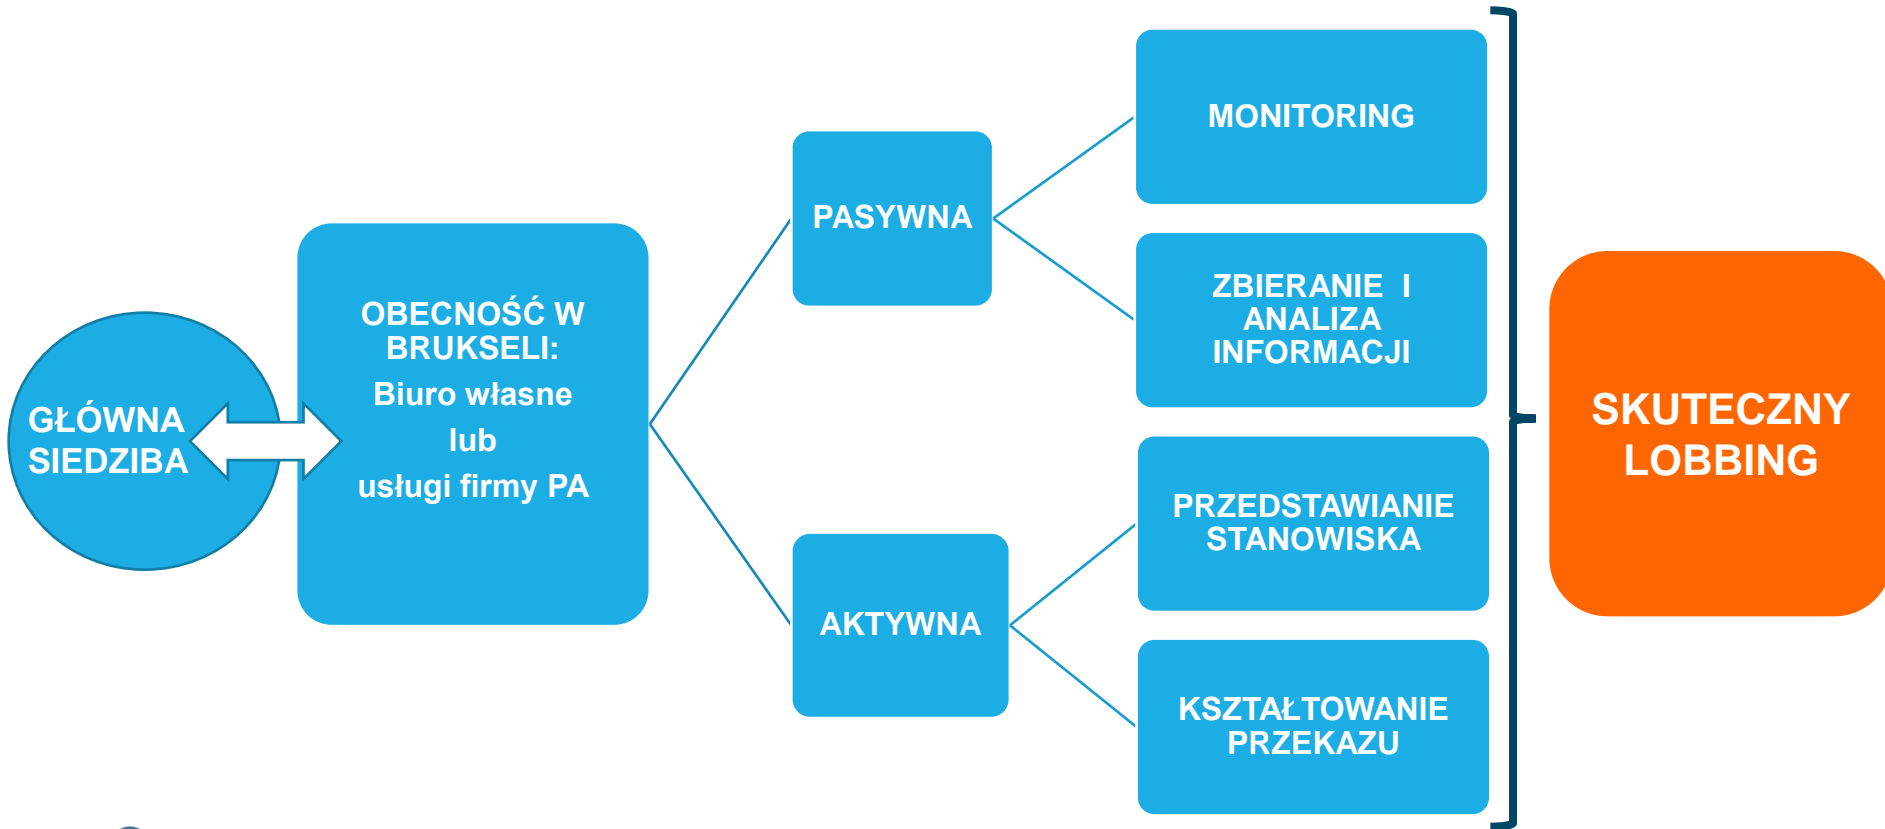 GŁÓWNA
SIEDZIBA
OBECNOŚĆ W
BRUKSELI:
Biuro własne
lub
usługi firmy PA
PASYWNA
AKTYWNA
MONITORING
ZBIERANIE I
ANALIZA
INFORMACJI
PRZEDSTAWIANIE
STANOWISKA
KSZTAŁTOWANIE
PRZEKAZU
SKUTECZNY
LOBBING